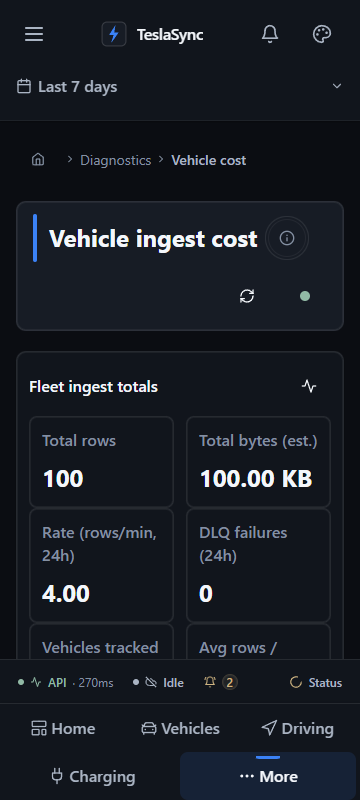 TeslaSync
Last 7 days
Diagnostics Vehicle cost
Vehicle ingest cost
Fleet ingest totals
Total rows
100
Total bytes (est.)
100.00 KB
Rate (rows/min,
24h)
4.00
DLQ failures
(24h)
0
Vehicles tracked
Avg rows /
API · 270ms Idle 2 Status
Home Vehicles Driving
Charging More